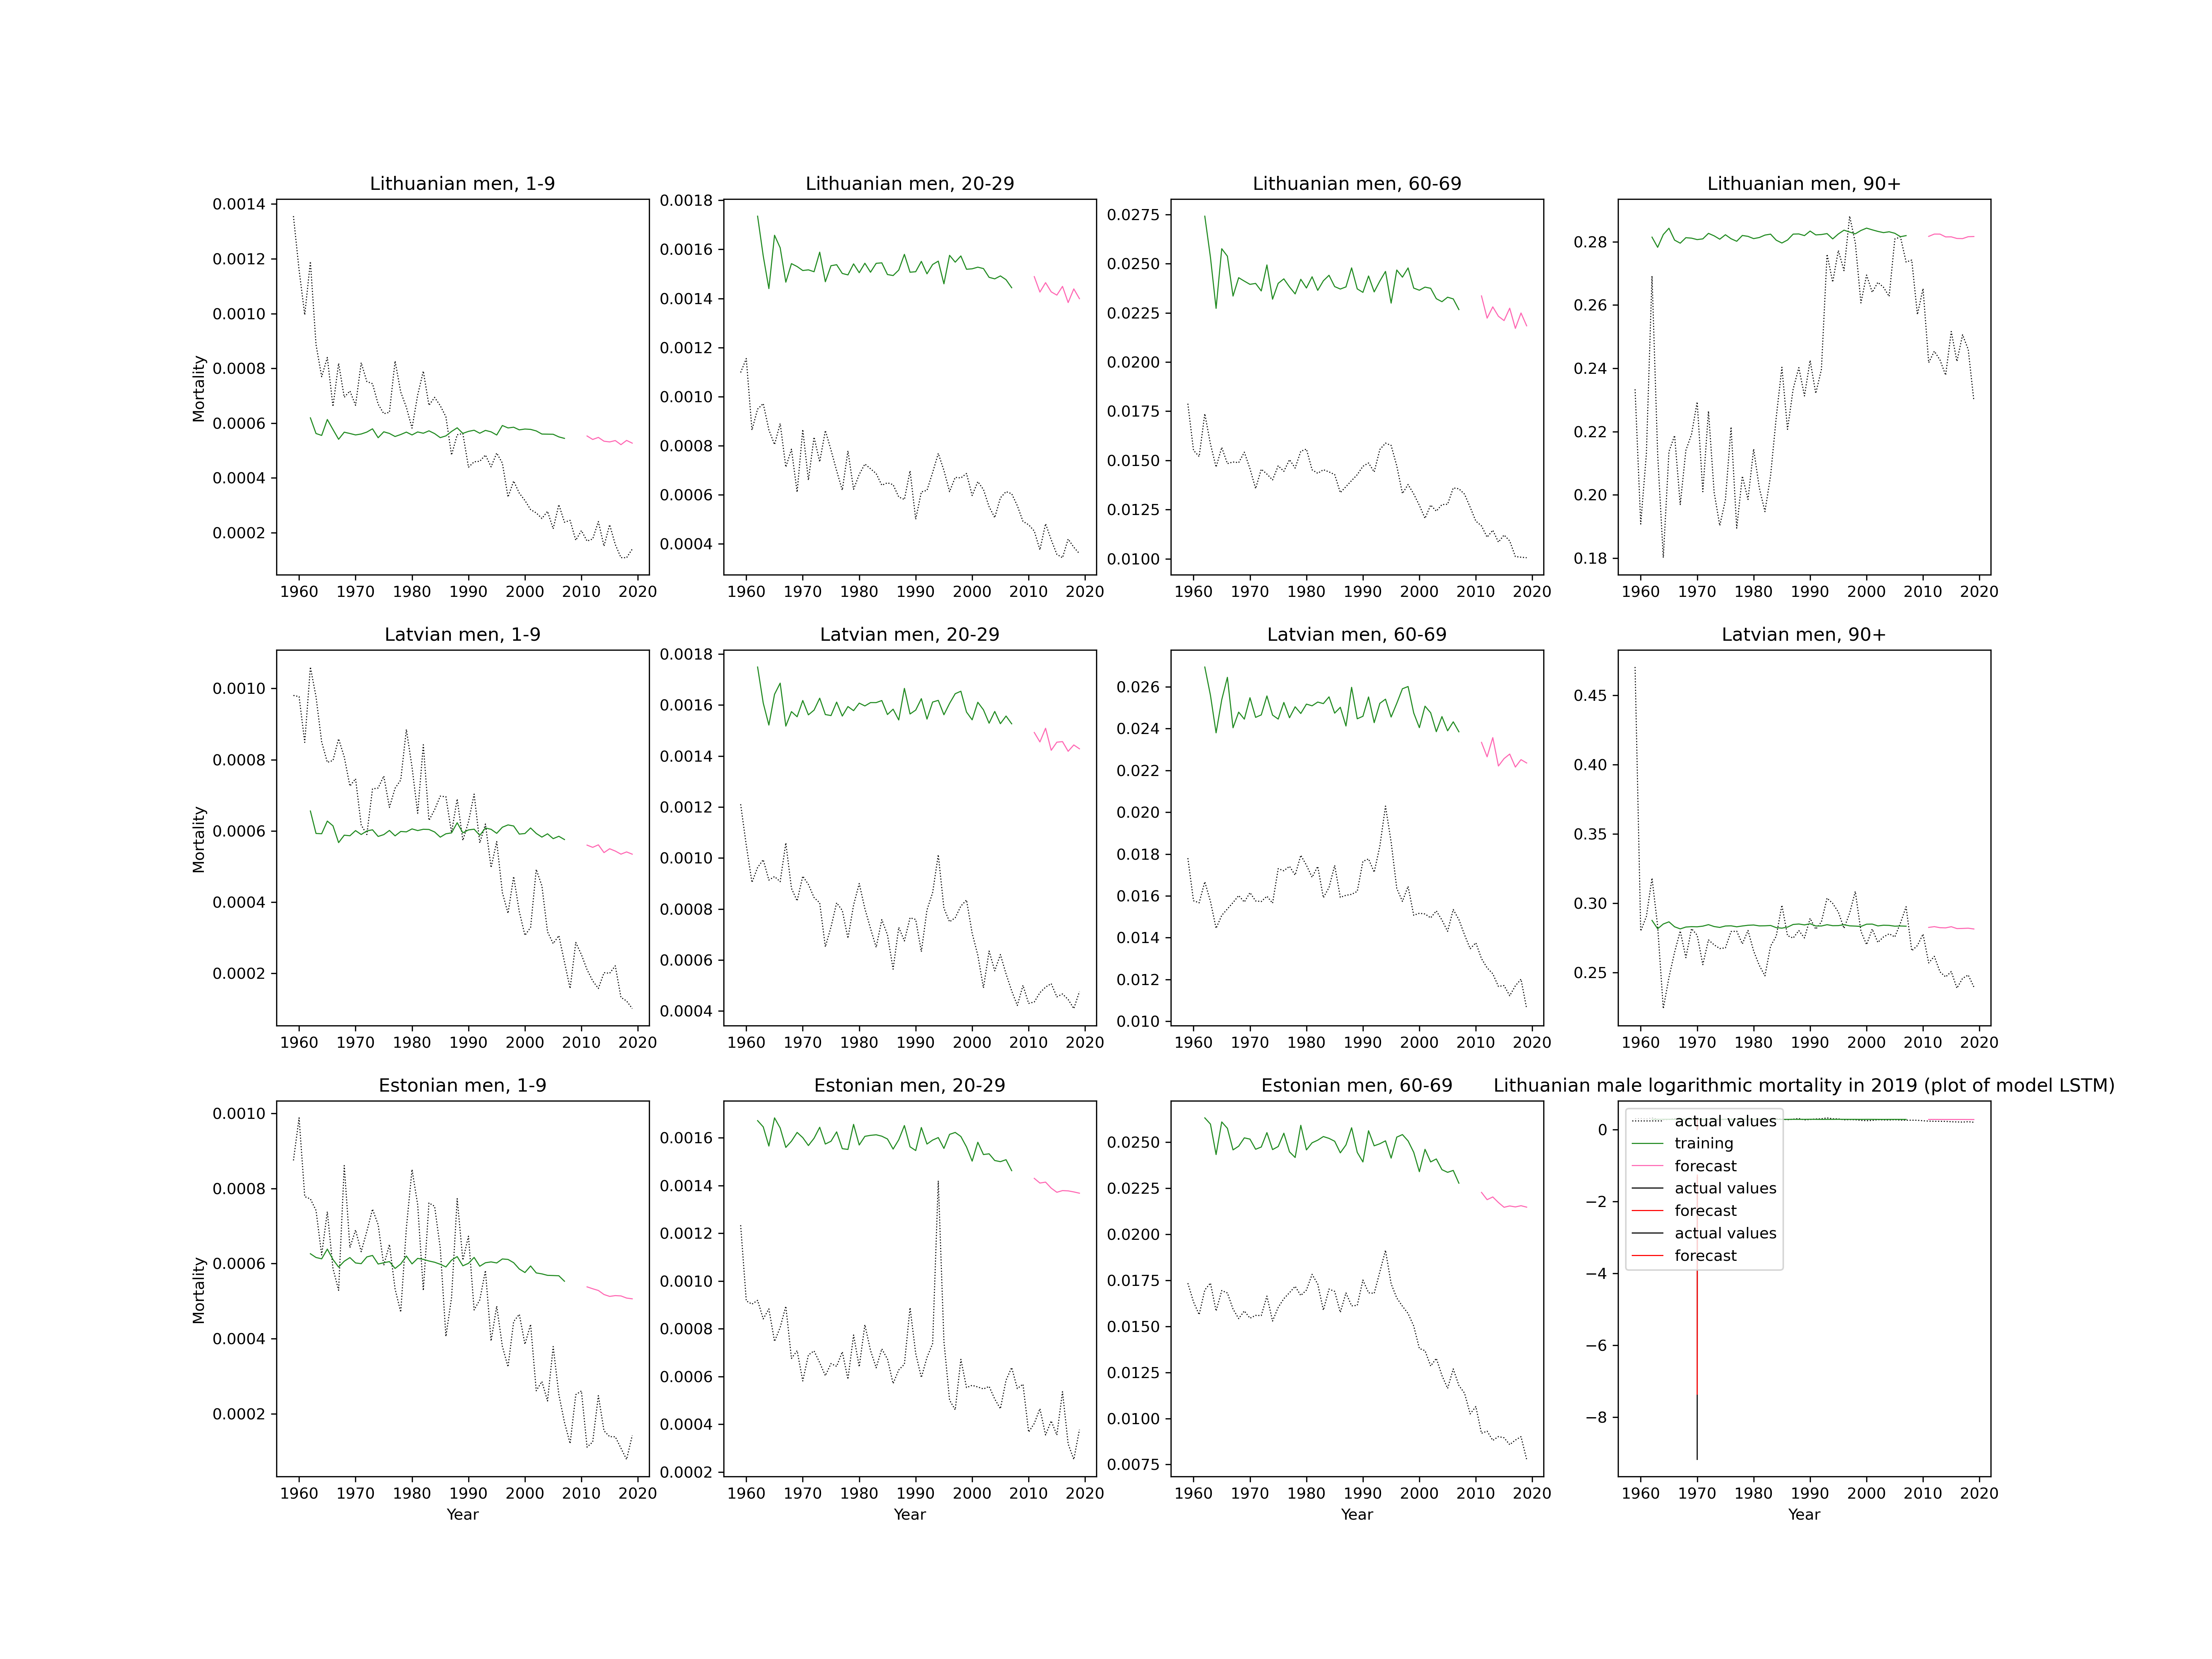 Lithuanian men, 1-9
Lithuanian men, 20-29
Lithuanian men, 60-69
Lithuanian men, 90+
Mortality
0.0014
0.0012
0.0010
0.0008
0.0006
0.0004
0.0002
1960 1970 1980 1990 2000 2010 2020
0.0018
0.0016
0.0014
0.0012
0.0010
0.0008
0.0006
0.0004
1960 1970 1980 1990 2000 2010 2020
0.0275
0.0250
0.0225
0.0200
0.0175
0.0150
0.0125
0.0100
1960 1970 1980 1990 2000 2010 2020
0.28
0.26
0.24
0.22
0.20
0.18
1960 1970 1980 1990 2000 2010 2020
Latvian men, 1-9
Latvian men, 20-29
Latvian men, 60-69
Latvian men, 90+
Mortality
0.0010
0.0008
0.0006
0.0004
0.0002
1960 1970 1980 1990 2000 2010 2020
0.0018
0.0016
0.0014
0.0012
0.0010
0.0008
0.0006
0.0004
1960 1970 1980 1990 2000 2010 2020
0.026
0.024
0.022
0.020
0.018
0.016
0.014
0.012
0.010
1960 1970 1980 1990 2000 2010 2020
0.45
0.40
0.35
0.30
0.25
1960 1970 1980 1990 2000 2010 2020
Estonian men, 1-9
Estonian men, 20-29
Estonian men, 60-69
Lithuanian male logarithmic mortality in 2019 (plot of model LSTM)
Mortality
0.0010
0.0008
0.0006
0.0004
0.0002
1960 1970 1980 1990 2000 2010 2020
Year
0.0016
0.0014
0.0012
0.0010
0.0008
0.0006
0.0004
0.0002
1960 1970 1980 1990 2000 2010 2020
Year
0.0250
0.0225
0.0200
0.0175
0.0150
0.0125
0.0100
0.0075
1960 1970 1980 1990 2000 2010 2020
Year
0
−2
−4
−6
−8
actual values
training
forecast
actual values
forecast
actual values
forecast
1960 1970 1980 1990 2000 2010 2020
Year